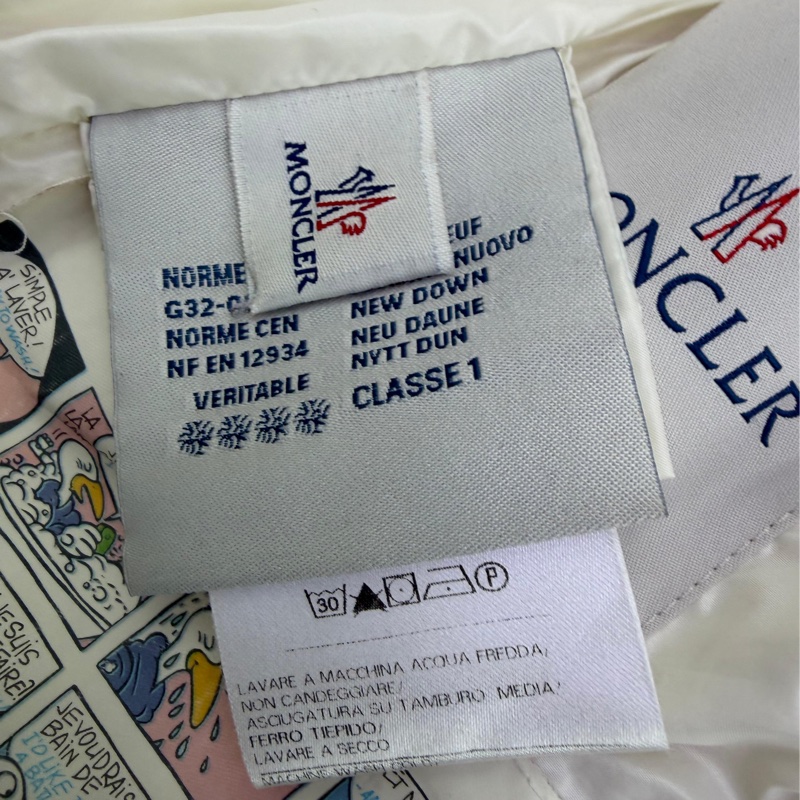 MONCLER
NORME
G32-0
NORME CEN
NF EN 12934
VERITABLE
NUOVO
NEW DOWN
NEU DAUNE
NYTT DUN
CLASSE 1
MONCLER
30
P
LAVARE A MACCHINA ACQUA FREDDA/
NON CANDEGGIARE/
ASCIUGATURA SU TAMBURO MEDIA/
FERRO TIEPIDO/
LAVARE A SECCO
SIMPLE
A LAVER!
TO WASH!
JE SUIS
JE VOUDRAIS
BAIN DE
I'D LIKE